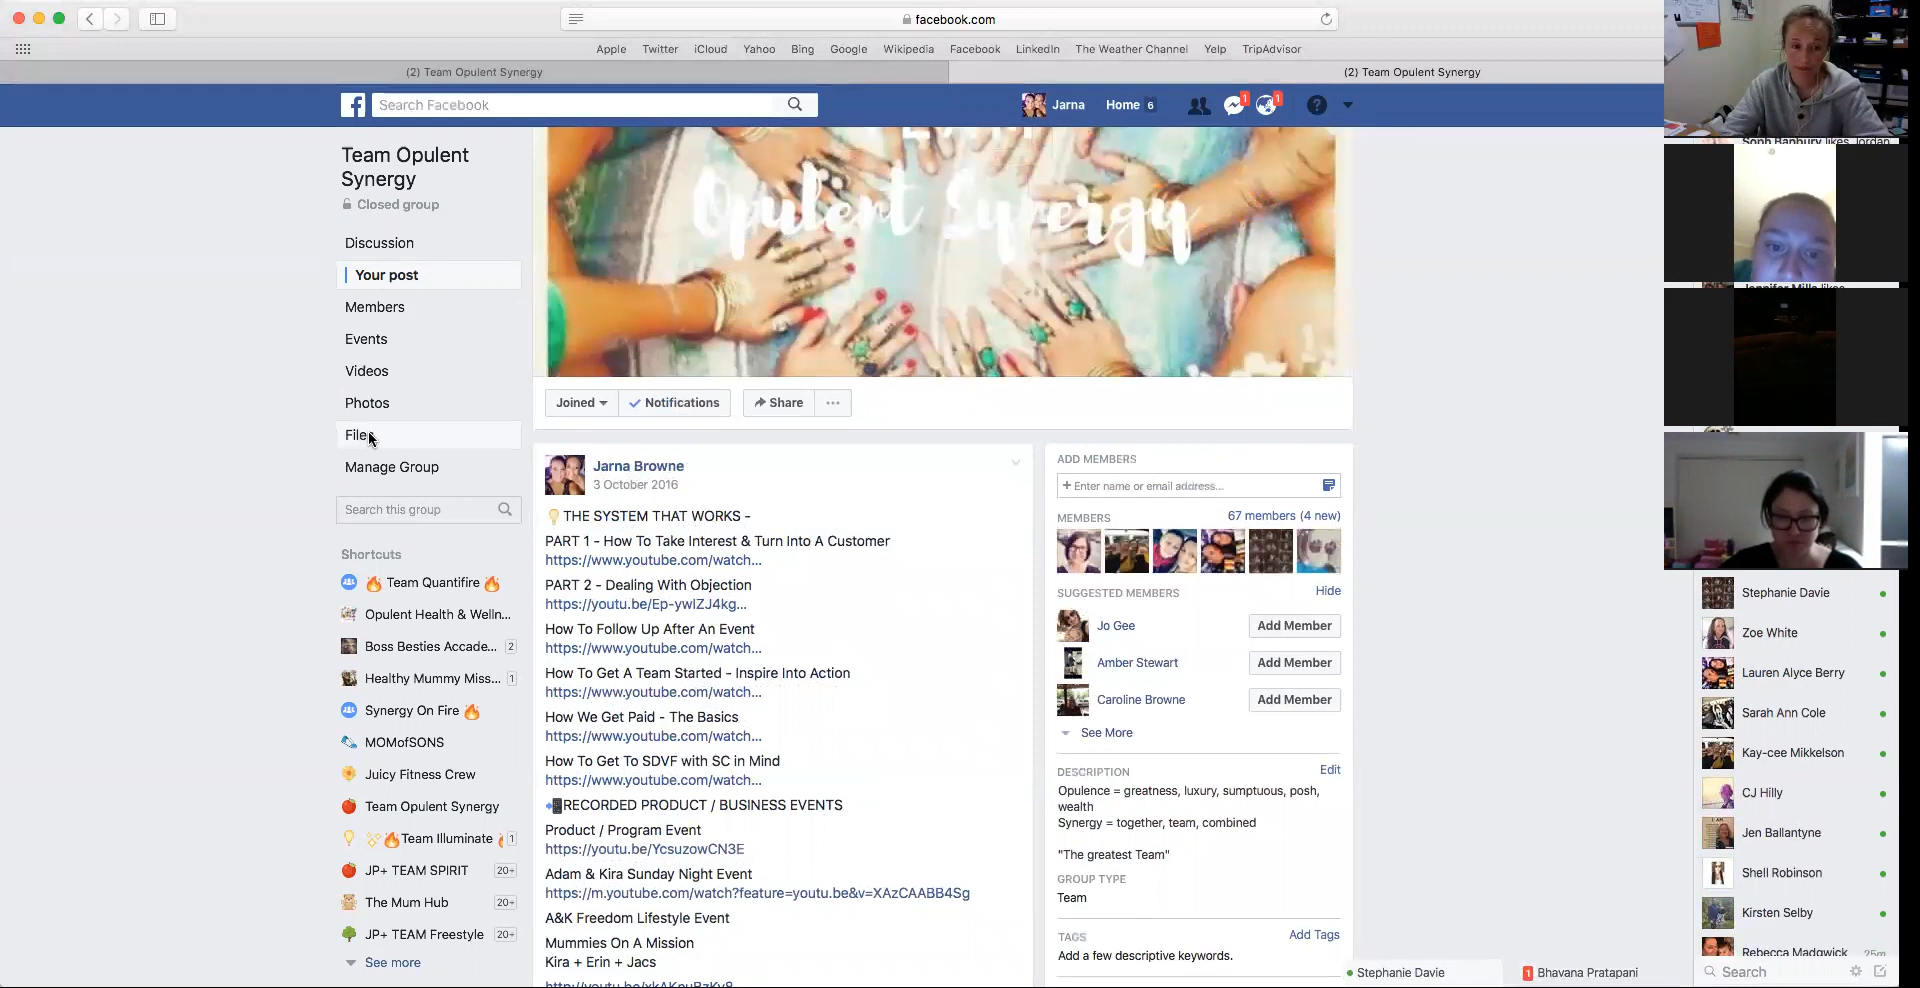 facebook.com
Apple Twitter iCloud Yahoo Bing Google Wikipedia Facebook LinkedIn The Weather Channel Yelp TripAdvisor
(2) Team Opulent Synergy
(2) Team Opulent Synergy
Search Facebook
Jarna
Home 6
1
1
Team Opulent
Synergy
Closed group
Discussion
Your post
Members
Events
Videos
Photos
Files
Manage Group
Search this group
Shortcuts
Team Quantifire
Opulent Health & Welln...
Boss Besties Accade... 2
Healthy Mummy Miss... 1
Synergy On Fire
MOMofSONS
Juicy Fitness Crew
Team Opulent Synergy
Team Illuminate 1
JP+ TEAM SPIRIT 20+
The Mum Hub 20+
JP+ TEAM Freestyle 20+
See more
Opulent Synergy
Joined
Notifications
Share
Jarna Browne
3 October 2016
THE SYSTEM THAT WORKS -
PART 1 - How To Take Interest & Turn Into A Customer
https://www.youtube.com/watch...
PART 2 - Dealing With Objection
https://youtu.be/Ep-ywIZJ4kg...
How To Follow Up After An Event
https://www.youtube.com/watch...
How To Get A Team Started - Inspire Into Action
https://www.youtube.com/watch...
How We Get Paid - The Basics
https://www.youtube.com/watch...
How To Get To SDVF with SC in Mind
https://www.youtube.com/watch...
RECORDED PRODUCT / BUSINESS EVENTS
Product / Program Event
https://youtu.be/YcsuzowCN3E
Adam & Kira Sunday Night Event
https://m.youtube.com/watch?feature=youtu.be&v=XAzCAABB4Sg
A&K Freedom Lifestyle Event
Mummies On A Mission
Kira + Erin + Jacs
ADD MEMBERS
+ Enter name or email address...
MEMBERS
67 members (4 new)
SUGGESTED MEMBERS
Hide
Jo Gee
Add Member
Amber Stewart
Add Member
Caroline Browne
Add Member
See More
DESCRIPTION
Edit
Opulence = greatness, luxury, sumptuous, posh,
wealth
Synergy = together, team, combined
"The greatest Team"
GROUP TYPE
Team
TAGS
Add Tags
Add a few descriptive keywords.
Soph Banbury likes Jordan
Jennifer Mills likes
Stephanie Davie
Zoe White
Lauren Alyce Berry
Sarah Ann Cole
Kay-cee Mikkelson
CJ Hilly
Jen Ballantyne
Shell Robinson
Kirsten Selby
Rebecca Madgwick 25m
Search
Stephanie Davie
1 Bhavana Pratapani